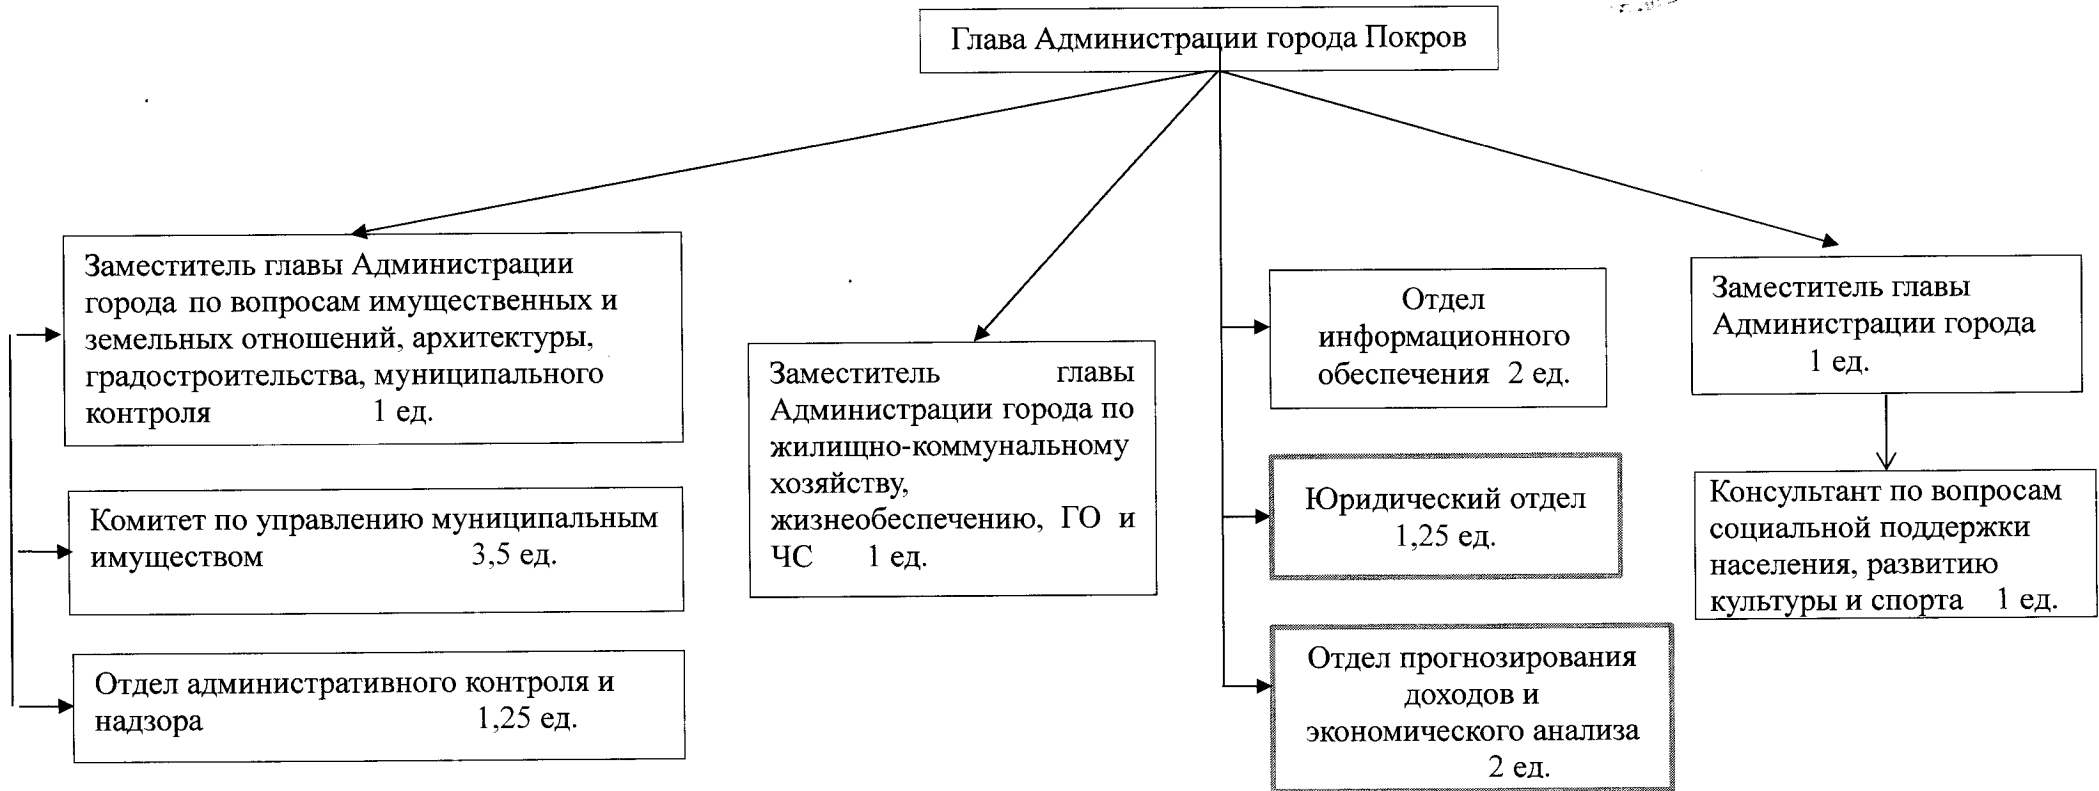 Глава Администрации города Покров
Заместитель главы Администрации
города по вопросам имущественных и
земельных отношений, архитектуры,
градостроительства, муниципального
контроля 1 ед.
Комитет по управлению муниципальным
имуществом 3,5 ед.
Отдел административного контроля и
надзора 1,25 ед.
Заместитель главы
Администрации города по
жилищно-коммунальному
хозяйству,
жизнеобеспечению, ГО и
ЧС 1 ед.
Отдел
информационного
обеспечения 2 ед.
Юридический отдел
1,25 ед.
Отдел прогнозирования
доходов и
экономического анализа
2 ед.
Заместитель главы
Администрации города
1 ед.
Консультант по вопросам
социальной поддержки
населения, развитию
культуры и спорта 1 ед.